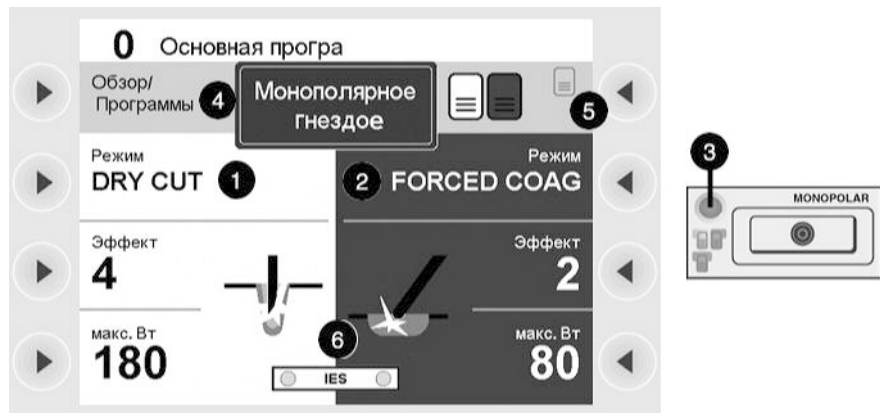 0 Основная програ
Обзор/
Программы
4
Монополярное
гнездое
5
Режим
DRY CUT
1
2
Режим
FORCED COAG
3
MONOPOLAR
Эффект
4
Эффект
2
макс. Вт
180
6
IES
макс. Вт
80